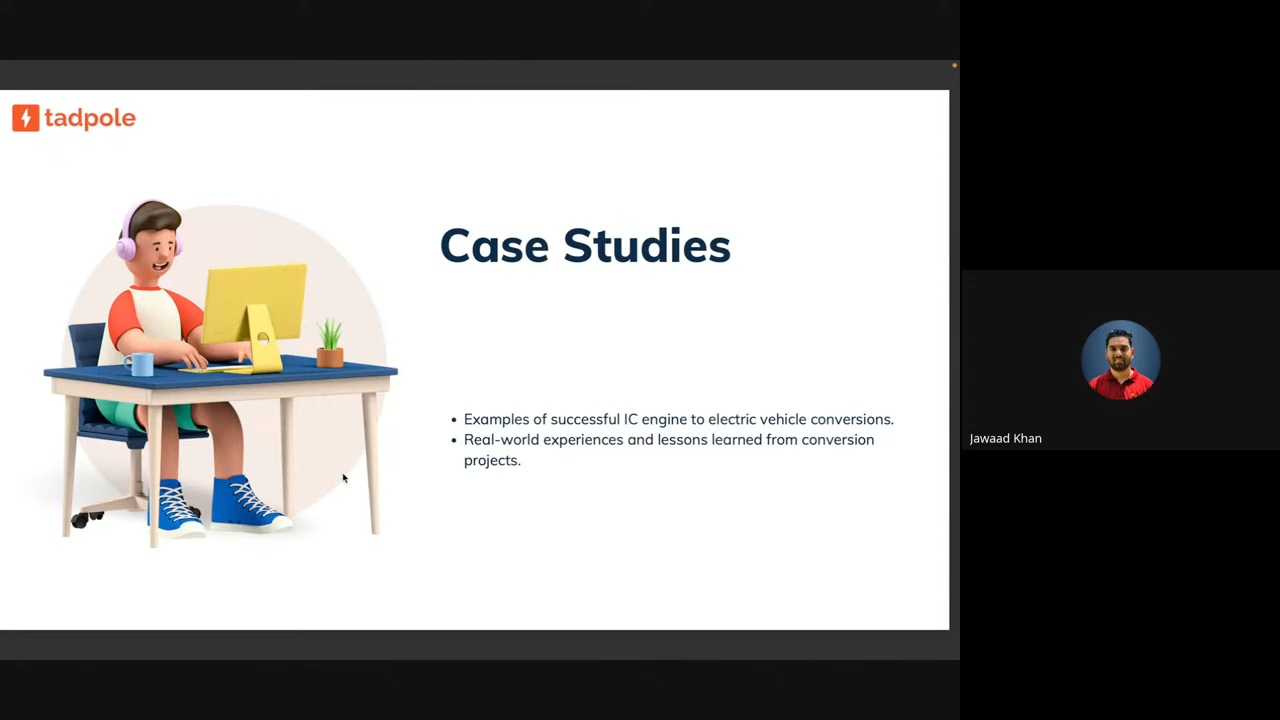 tadpole
Case Studies
• Examples of successful IC engine to electric vehicle conversions.
• Real-world experiences and lessons learned from conversion
projects.
Jawaad Khan